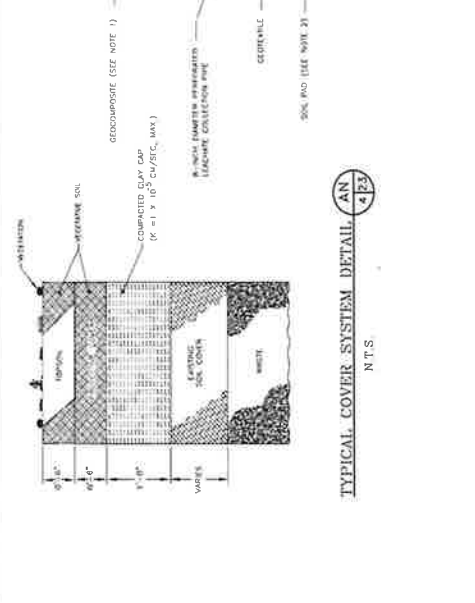 GEOCOMPOSITE (SEE NOTE 1)
8-INCH DIAMETER PERFORATED
LEACHATE COLLECTION PIPE
GEOTEXTILE
SOIL PAD (SEE NOTE 2)
VEGETATION
VEGETATIVE SOIL
COMPACTED CLAY CAP
(K = 1 X 10⁻⁵ CM/SEC, MAX.)
0'-6"
TOPSOIL
0'-6"
1'-6"
VARIES
EXISTING
SOIL COVER
WASTE
TYPICAL COVER SYSTEM DETAIL
AN
4 23
N.T.S.